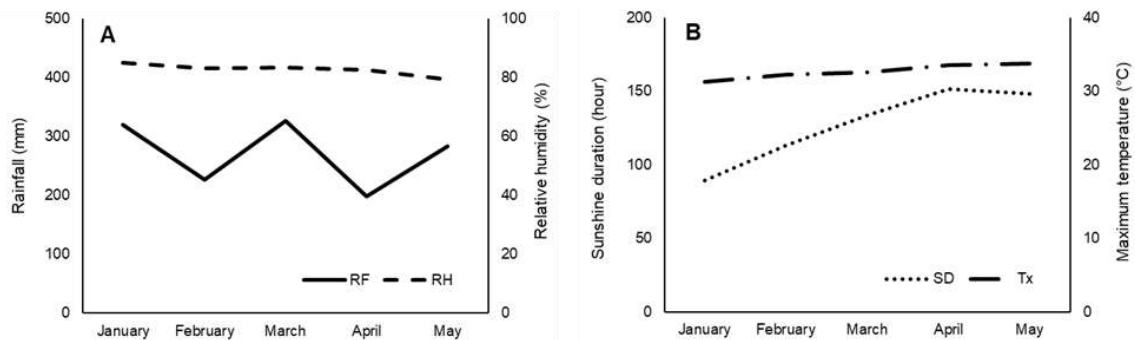 A
Rainfall (mm)
500
400
300
200
100
0
Relative humidity (%)
100
80
60
40
20
0
RF
RH
January
February
March
April
May
B
Sunshine duration (hour)
200
150
100
50
0
Maximum temperature (°C)
40
30
20
10
0
SD
Tx
January
February
March
April
May